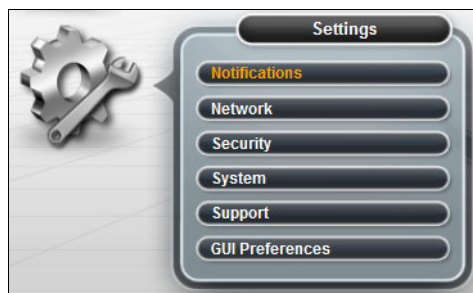 Settings
Notifications
Network
Security
System
Support
GUI Preferences